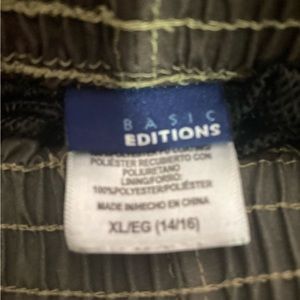 BASIC
EDITIONS
POLIÉSTER RECUBIERTO CON
POLIURETANO
LINING/FORRO:
100%POLYESTER/POLIÉSTER
MADE IN/HECHO EN CHINA
XL/EG (14/16)